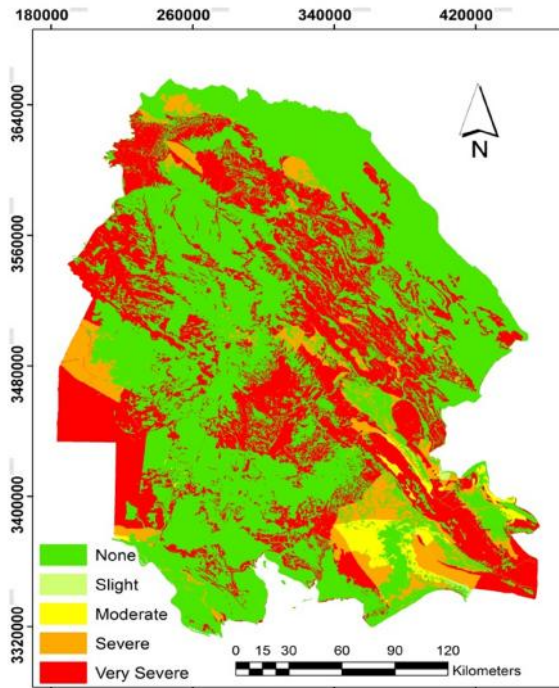 180000 260000 340000 420000
3640000
3560000
3480000
3400000
3320000
N
None
Slight
Moderate
Severe
Very Severe
0 15 30 60 90 120
Kilometers